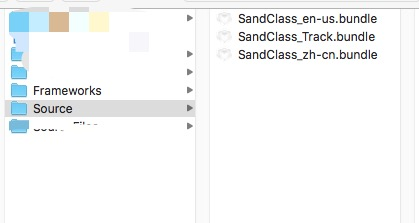 Frameworks
Source
SandClass_en-us.bundle
SandClass_Track.bundle
SandClass_zh-cn.bundle